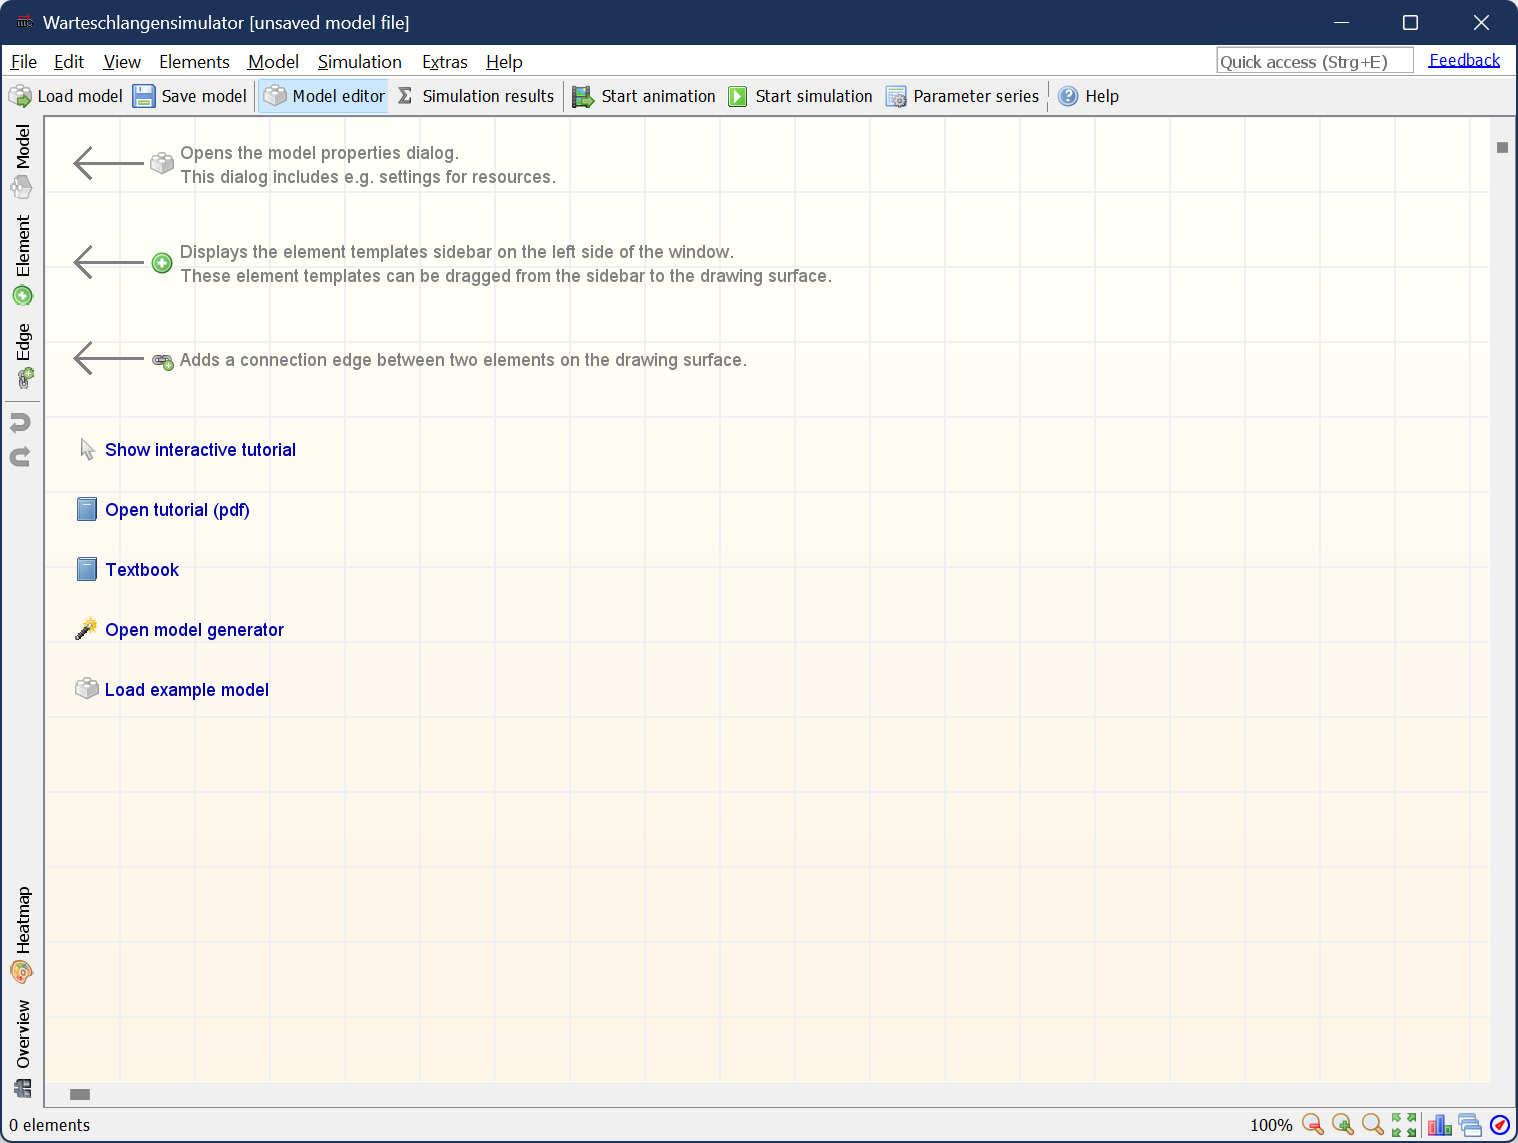 Warteschlangensimulator [unsaved model file]
File Edit View Elements Model Simulation Extras Help
Quick access (Strg+E) Feedback
Load model Save model Model editor Simulation results Start animation Start simulation Parameter series Help
Model
Element
Edge
Heatmap
Overview
Opens the model properties dialog.
This dialog includes e.g. settings for resources.
Displays the element templates sidebar on the left side of the window.
These element templates can be dragged from the sidebar to the drawing surface.
Adds a connection edge between two elements on the drawing surface.
Show interactive tutorial
Open tutorial (pdf)
Textbook
Open model generator
Load example model
0 elements
100%